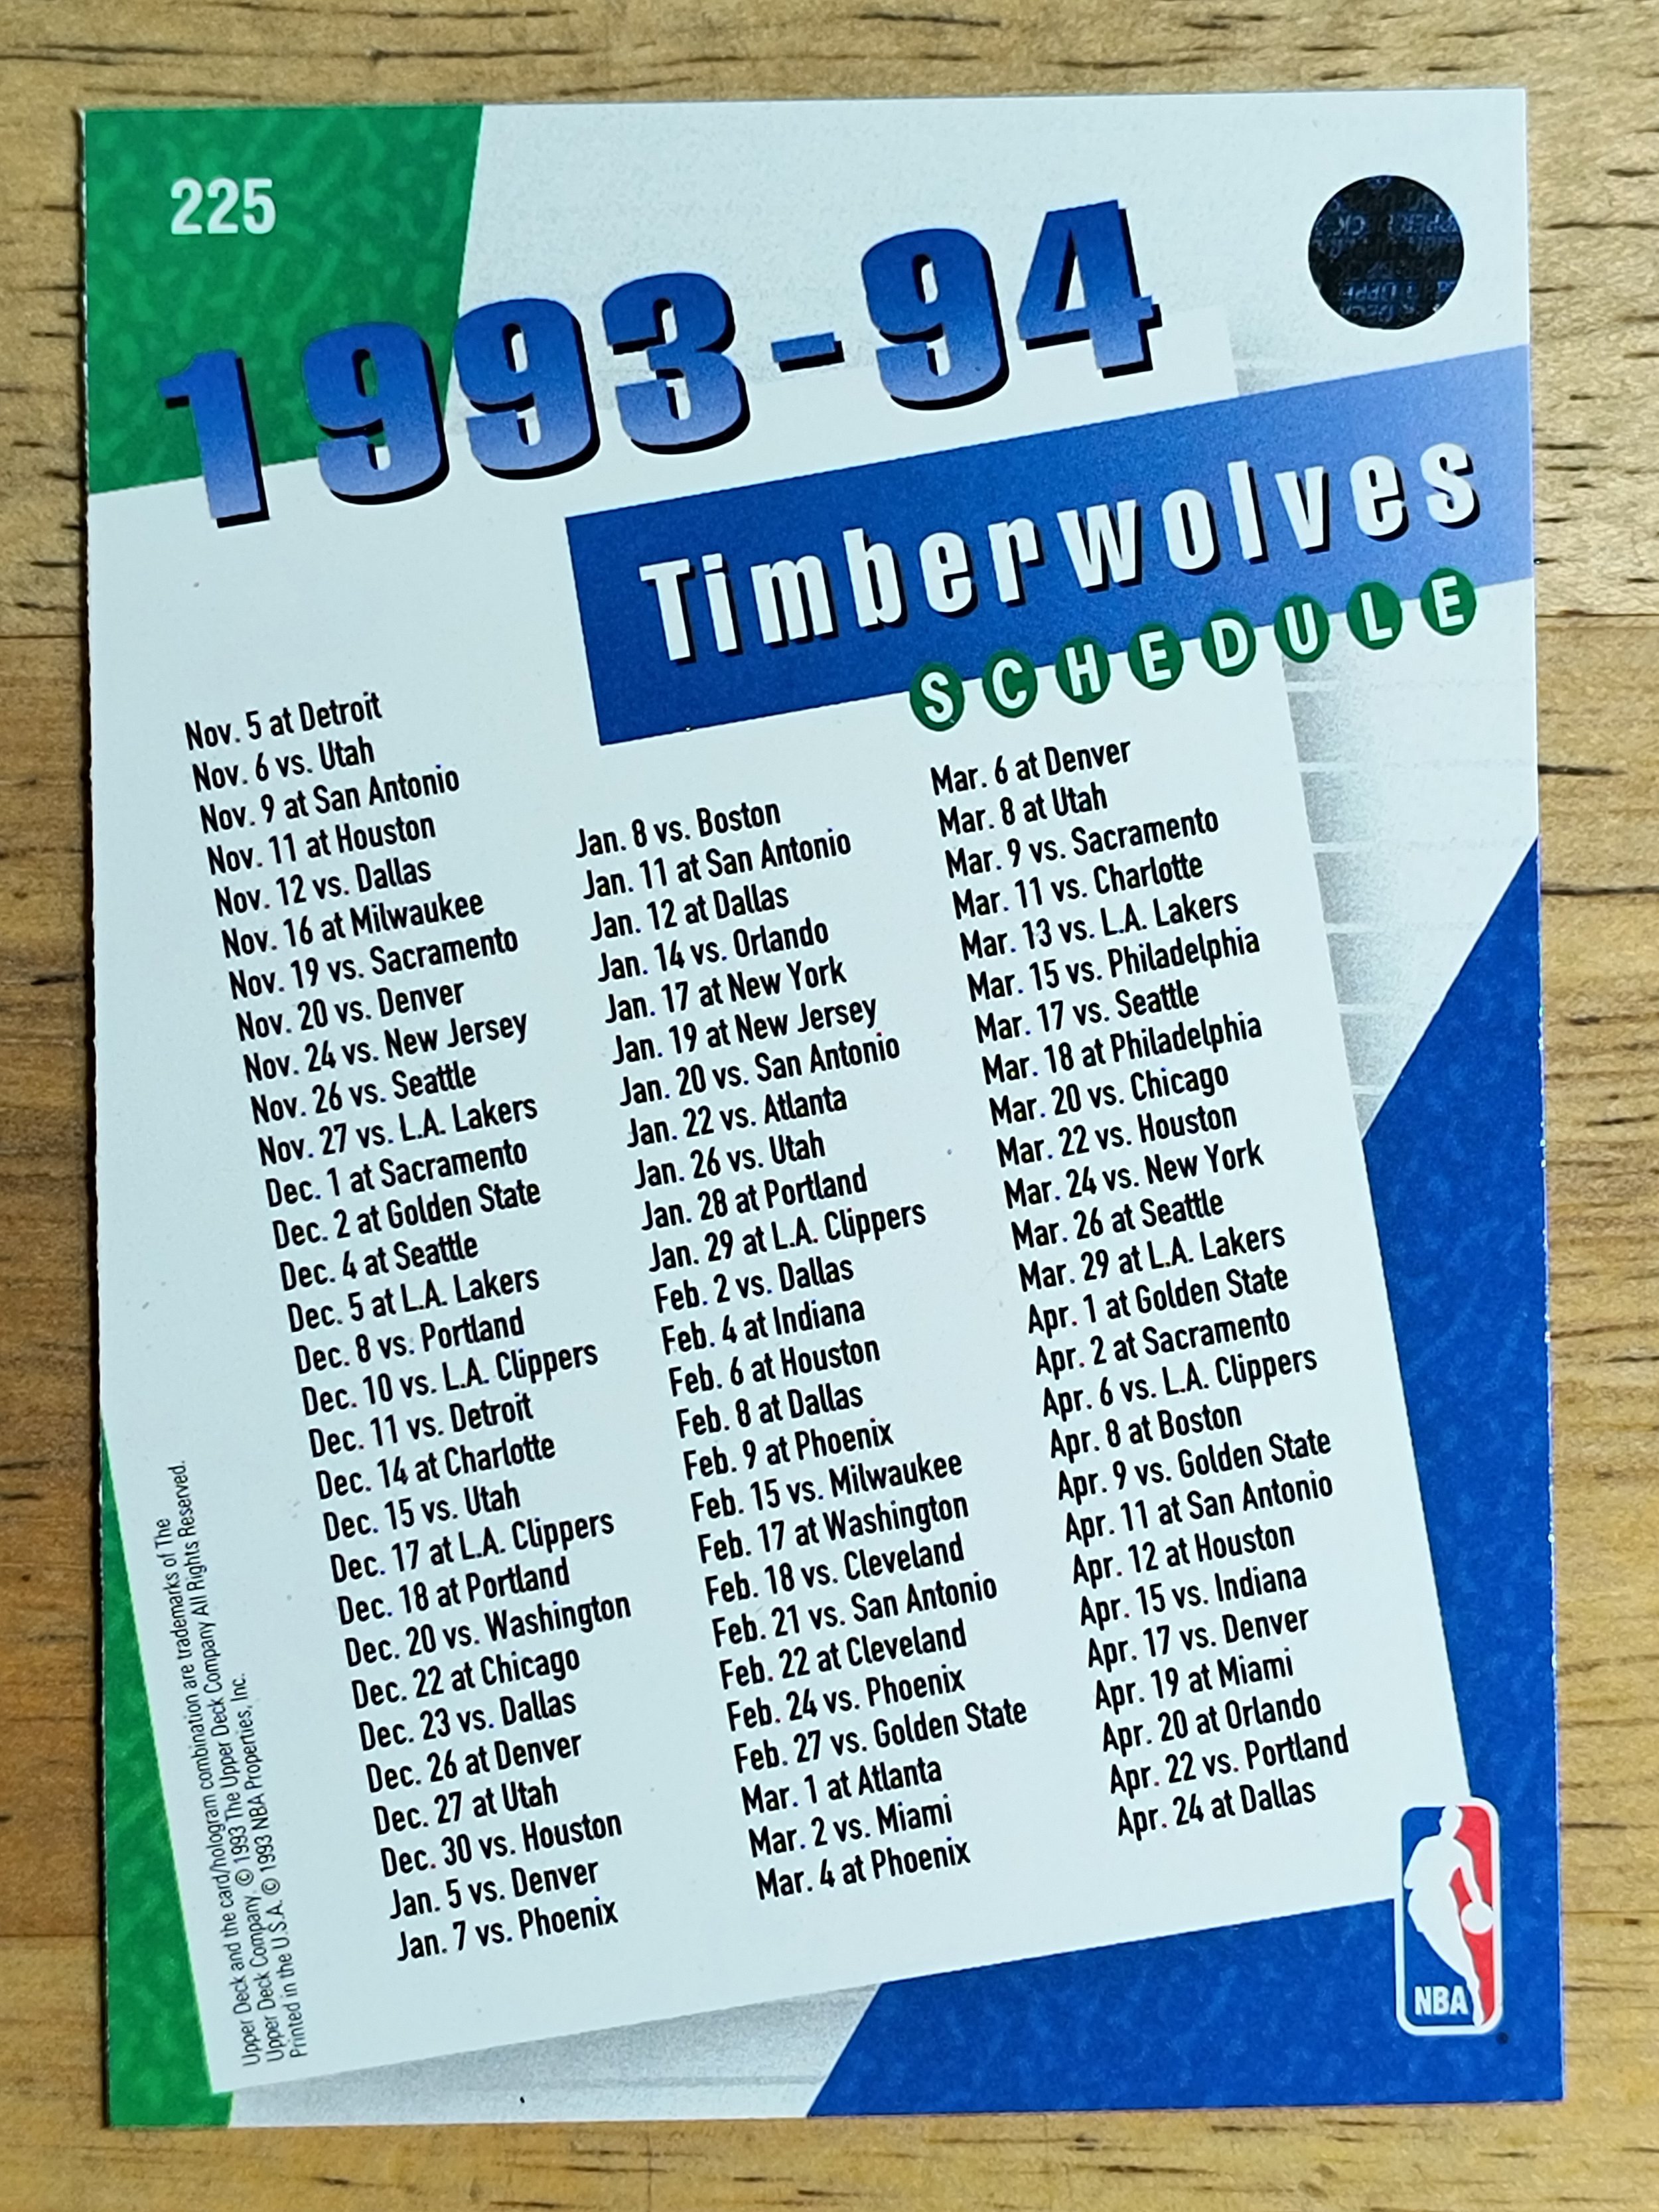 225
1993-94
Timberwolves
SCHEDULE
Nov. 5 at Detroit
Nov. 6 vs. Utah
Nov. 9 at San Antonio
Nov. 11 at Houston
Nov. 12 vs. Dallas
Nov. 16 at Milwaukee
Nov. 19 vs. Sacramento
Nov. 20 vs. Denver
Nov. 24 vs. New Jersey
Nov. 26 vs. Seattle
Nov. 27 vs. L.A. Lakers
Dec. 1 at Sacramento
Dec. 2 at Golden State
Dec. 4 at Seattle
Dec. 5 at L.A. Lakers
Dec. 8 vs. Portland
Dec. 10 vs. L.A. Clippers
Dec. 11 vs. Detroit
Dec. 14 at Charlotte
Dec. 15 vs. Utah
Dec. 17 at L.A. Clippers
Dec. 18 at Portland
Dec. 20 vs. Washington
Dec. 22 at Chicago
Dec. 23 vs. Dallas
Dec. 26 at Denver
Dec. 27 at Utah
Dec. 30 vs. Houston
Jan. 5 vs. Denver
Jan. 7 vs. Phoenix
Jan. 8 vs. Boston
Jan. 11 at San Antonio
Jan. 12 at Dallas
Jan. 14 vs. Orlando
Jan. 17 at New York
Jan. 19 at New Jersey
Jan. 20 vs. San Antonio
Jan. 22 vs. Atlanta
Jan. 26 vs. Utah
Jan. 28 at Portland
Jan. 29 at L.A. Clippers
Feb. 2 vs. Dallas
Feb. 4 at Indiana
Feb. 6 at Houston
Feb. 8 at Dallas
Feb. 9 at Phoenix
Feb. 15 vs. Milwaukee
Feb. 17 at Washington
Feb. 18 vs. Cleveland
Feb. 21 vs. San Antonio
Feb. 22 at Cleveland
Feb. 24 vs. Phoenix
Feb. 27 vs. Golden State
Mar. 1 at Atlanta
Mar. 2 vs. Miami
Mar. 4 at Phoenix
Mar. 6 at Denver
Mar. 8 at Utah
Mar. 9 vs. Sacramento
Mar. 11 vs. Charlotte
Mar. 13 vs. L.A. Lakers
Mar. 15 vs. Philadelphia
Mar. 17 vs. Seattle
Mar. 18 at Philadelphia
Mar. 20 vs. Chicago
Mar. 22 vs. Houston
Mar. 24 vs. New York
Mar. 26 at Seattle
Mar. 29 at L.A. Lakers
Apr. 1 at Golden State
Apr. 2 at Sacramento
Apr. 6 vs. L.A. Clippers
Apr. 8 at Boston
Apr. 9 vs. Golden State
Apr. 11 at San Antonio
Apr. 12 at Houston
Apr. 15 vs. Indiana
Apr. 17 vs. Denver
Apr. 19 at Miami
Apr. 20 at Orlando
Apr. 22 vs. Portland
Apr. 24 at Dallas
Upper Deck and the card/hologram combination are trademarks of The
Upper Deck Company. © 1993 The Upper Deck Company All Rights Reserved.
Printed in the U.S.A. © 1993 NBA Properties, Inc.
NBA
®